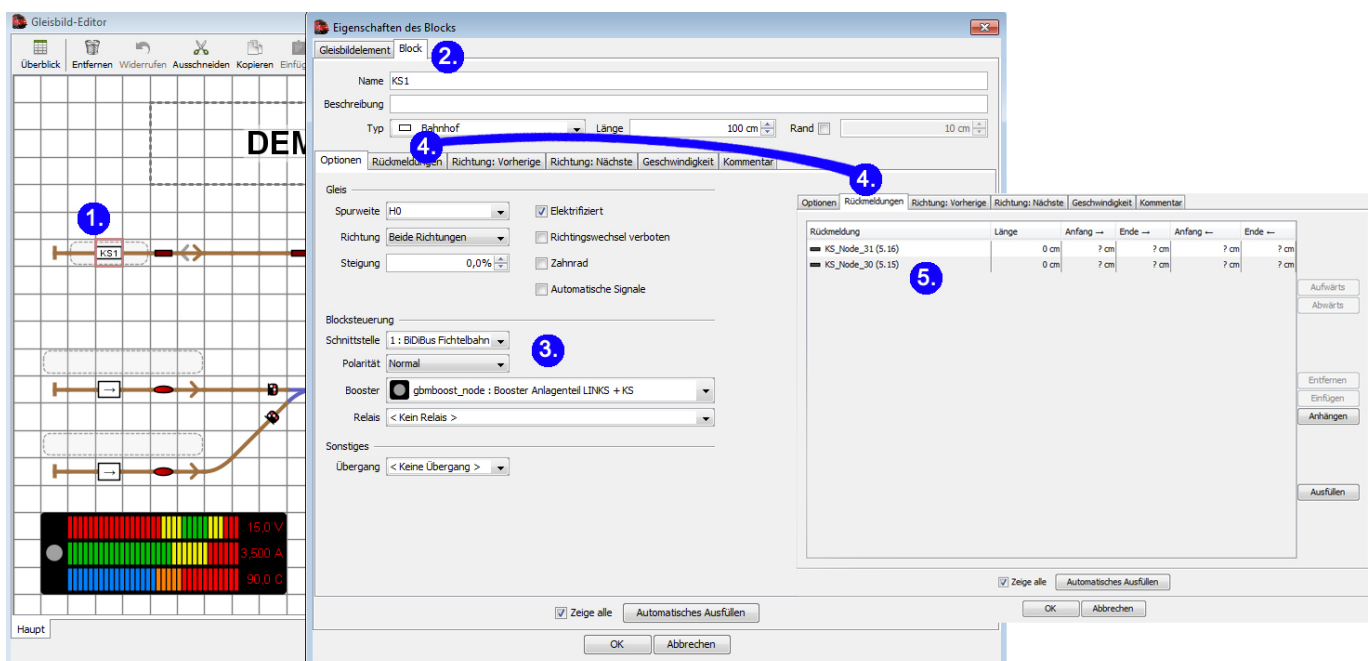 Gleisbild-Editor
Überblick Entfernen Widerrufen Ausschneiden Kopieren Einfüg
DEM
1.
KS1
15,0 V
3,500 A
90,0 C
Haupt
Eigenschaften des Blocks
Gleisbildelement Block
2.
Name KS1
Beschreibung
Typ Bahnhof Länge 100 cm Rand 10 cm
4.
Optionen Rückmeldungen Richtung: Vorherige Richtung: Nächste Geschwindigkeit Kommentar
Gleis
Spurweite H0 Elektrifiziert
Richtung Beide Richtungen Richtingswechsel verboten
Steigung 0,0% Zahnrad
Automatische Signale
Blocksteuerung
Schnittstelle 1 : BiDiBus Fichtelbahn
3.
Polarität Normal
Booster gbmboost_node : Booster Anlagenteil LINKS + KS
Relais < Kein Relais >
Sonstiges
Übergang < Keine Übergang >
Zeige alle Automatisches Ausfüllen
OK Abbrechen
4.
Optionen Rückmeldungen Richtung: Vorherige Richtung: Nächste Geschwindigkeit Kommentar
Rückmeldung Länge Anfang → Ende → Anfang ← Ende ←
KS_Node_31 (5.16) 0 cm ? cm ? cm ? cm ? cm
KS_Node_30 (5.15) 0 cm ? cm ? cm ? cm ? cm
5.
Aufwärts
Abwärts
Entfernen
Einfügen
Anhängen
Ausfüllen
Zeige alle Automatisches Ausfüllen
OK Abbrechen